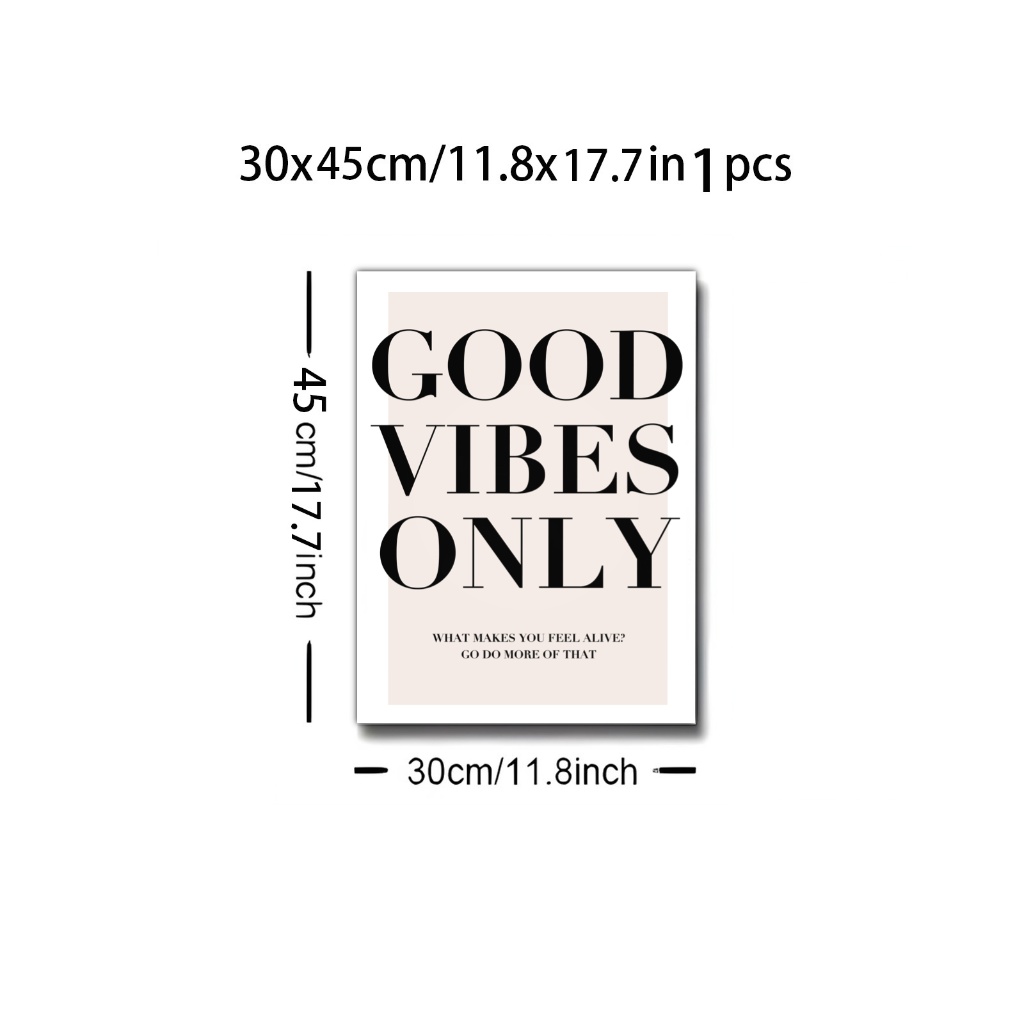 30x45cm/11.8x17.7in 1 pcs
45 cm/17.7inch
GOOD
VIBES
ONLY
WHAT MAKES YOU FEEL ALIVE?
GO DO MORE OF THAT
30cm/11.8inch